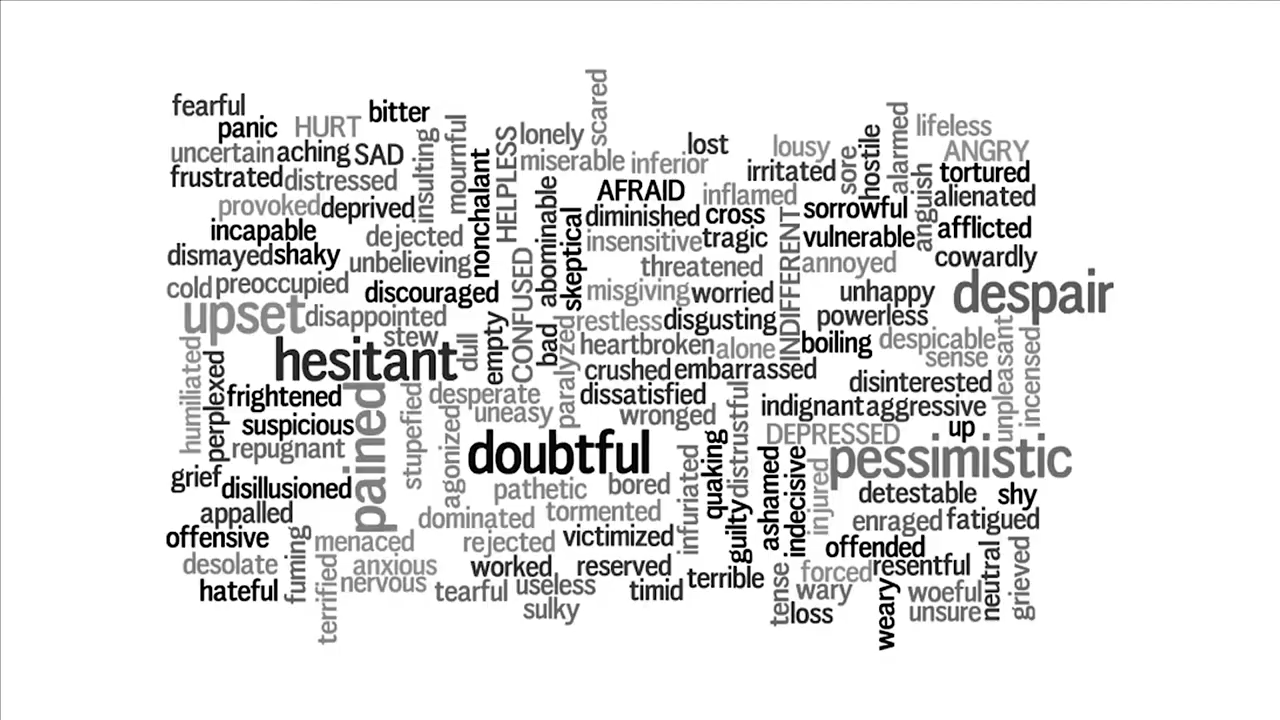 scared
fearful
panic
HURT
bitter
uncertain
aching
SAD
insulting
mournful
lonely
HELPLESS
miserable
inferior
lost
lousy
irritated
sore
hostile
alarmed
lifeless
ANGRY
tortured
frustrated
distressed
nonchalant
AFRAID
inflamed
anguish
alienated
provoked
deprived
abominable
skeptical
diminished
cross
sorrowful
incapable
dejected
insensitive
tragic
INDIFFERENT
vulnerable
afflicted
dismayed
shaky
unbelieving
CONFUSED
threatened
annoyed
cowardly
cold
preoccupied
discouraged
misgiving
worried
unhappy
despair
upset
disappointed
empty
bad
paralyzed
restless
disgusting
powerless
stew
dull
heartbroken
alone
boiling
despicable
sense
unpleasant
incensed
hesitant
crushed
embarrassed
humiliated
perplexed
frightened
pained
stupefied
desperate
dissatisfied
disinterested
suspicious
agonized
uneasy
wronged
distrustful
indignant
aggressive
up
repugnant
doubtful
infuriated
quaking
DEPRESSED
pessimistic
grief
disillusioned
pathetic
bored
guilty
ashamed
indecisive
injured
detestable
shy
appalled
dominated
tormented
enraged
fatigued
offensive
fuming
menaced
rejected
victimized
offended
desolate
terrified
anxious
worked
reserved
terrible
tense
forced
resentful
neutral
grieved
hateful
nervous
tearful
useless
timid
wary
weary
woeful
sulky
loss
unsure